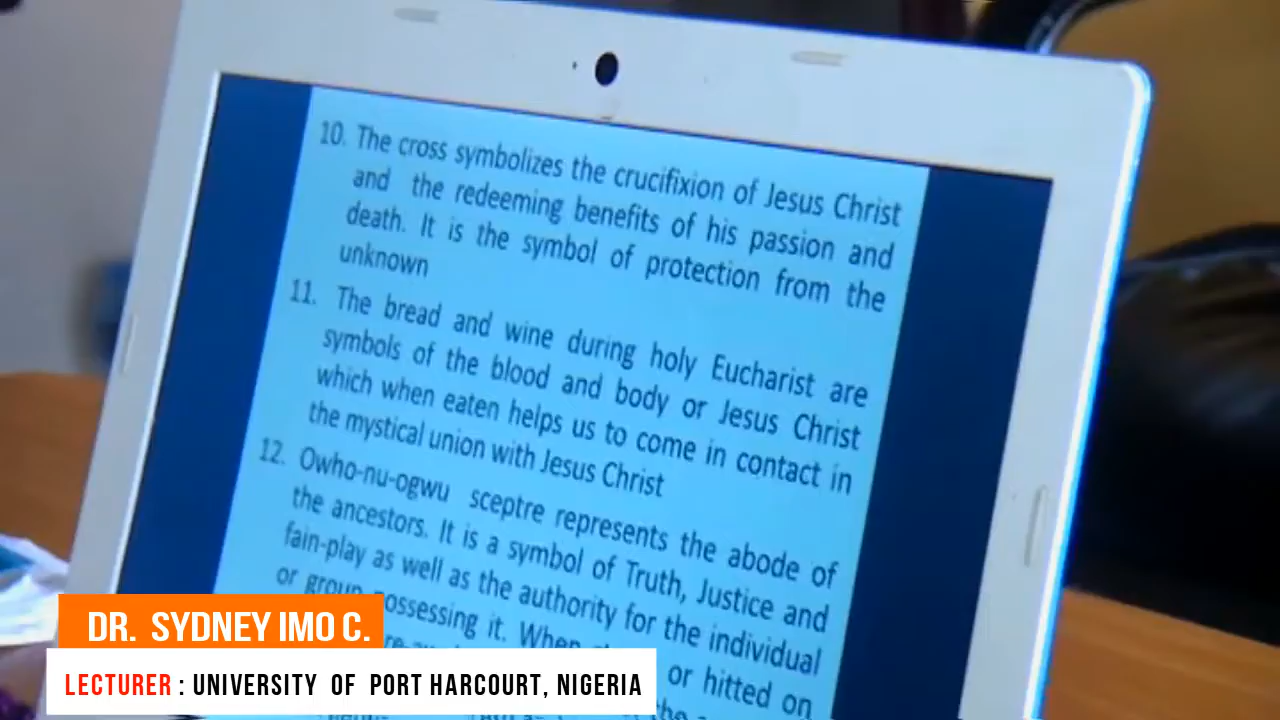 10. The cross symbolizes the crucifixion of Jesus Christ
and the redeeming benefits of his passion and
death. It is the symbol of protection from the
unknown
11. The bread and wine during holy Eucharist are
symbols of the blood and body or Jesus Christ
which when eaten helps us to come in contact in
the mystical union with Jesus Christ
12. Owho-nu-ogwu sceptre represents the abode of
the ancestors. It is a symbol of Truth, Justice and
fain-play as well as the authority for the individual
or group possessing it. When or hitted on
the
DR. SYDNEY IMO C.
LECTURER : UNIVERSITY OF PORT HARCOURT, NIGERIA